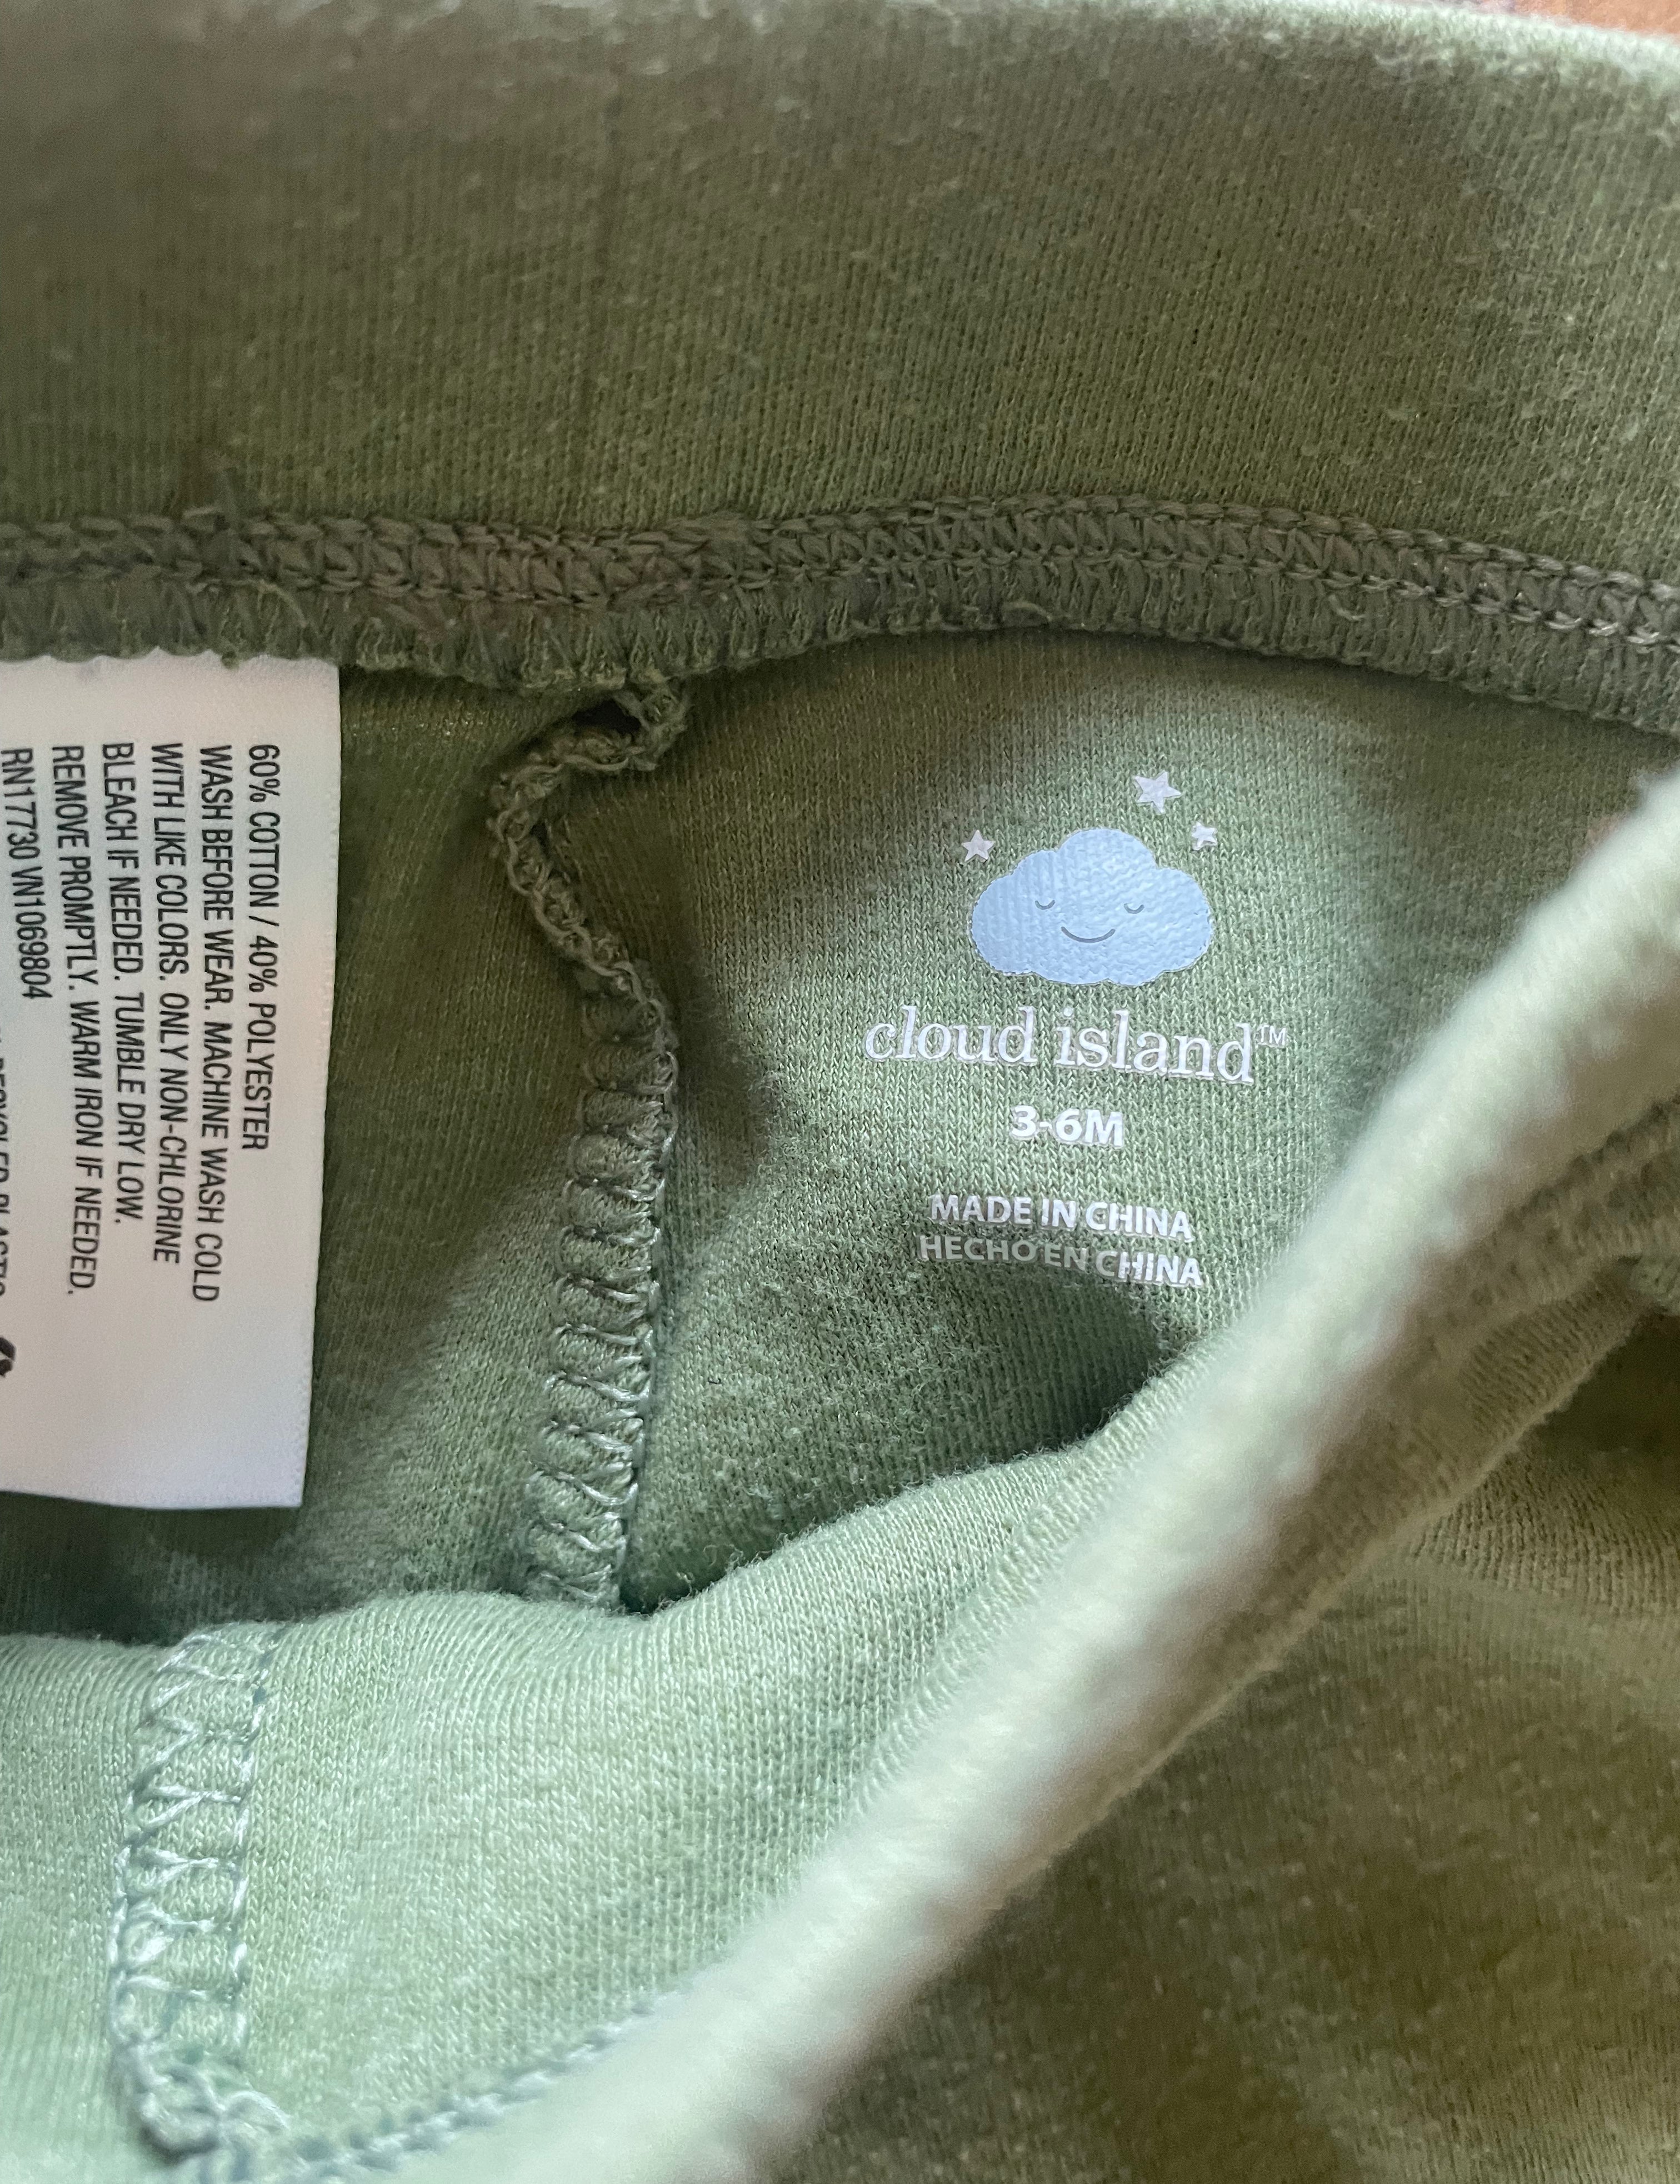 60% COTTON / 40% POLYESTER
WASH BEFORE WEAR. MACHINE WASH COLD
WITH LIKE COLORS. ONLY NON-CHLORINE
BLEACH IF NEEDED. TUMBLE DRY LOW.
REMOVE PROMPTLY. WARM IRON IF NEEDED.
RN17730 VN1069804
cloud island™
3-6M
MADE IN CHINA
HECHO EN CHINA